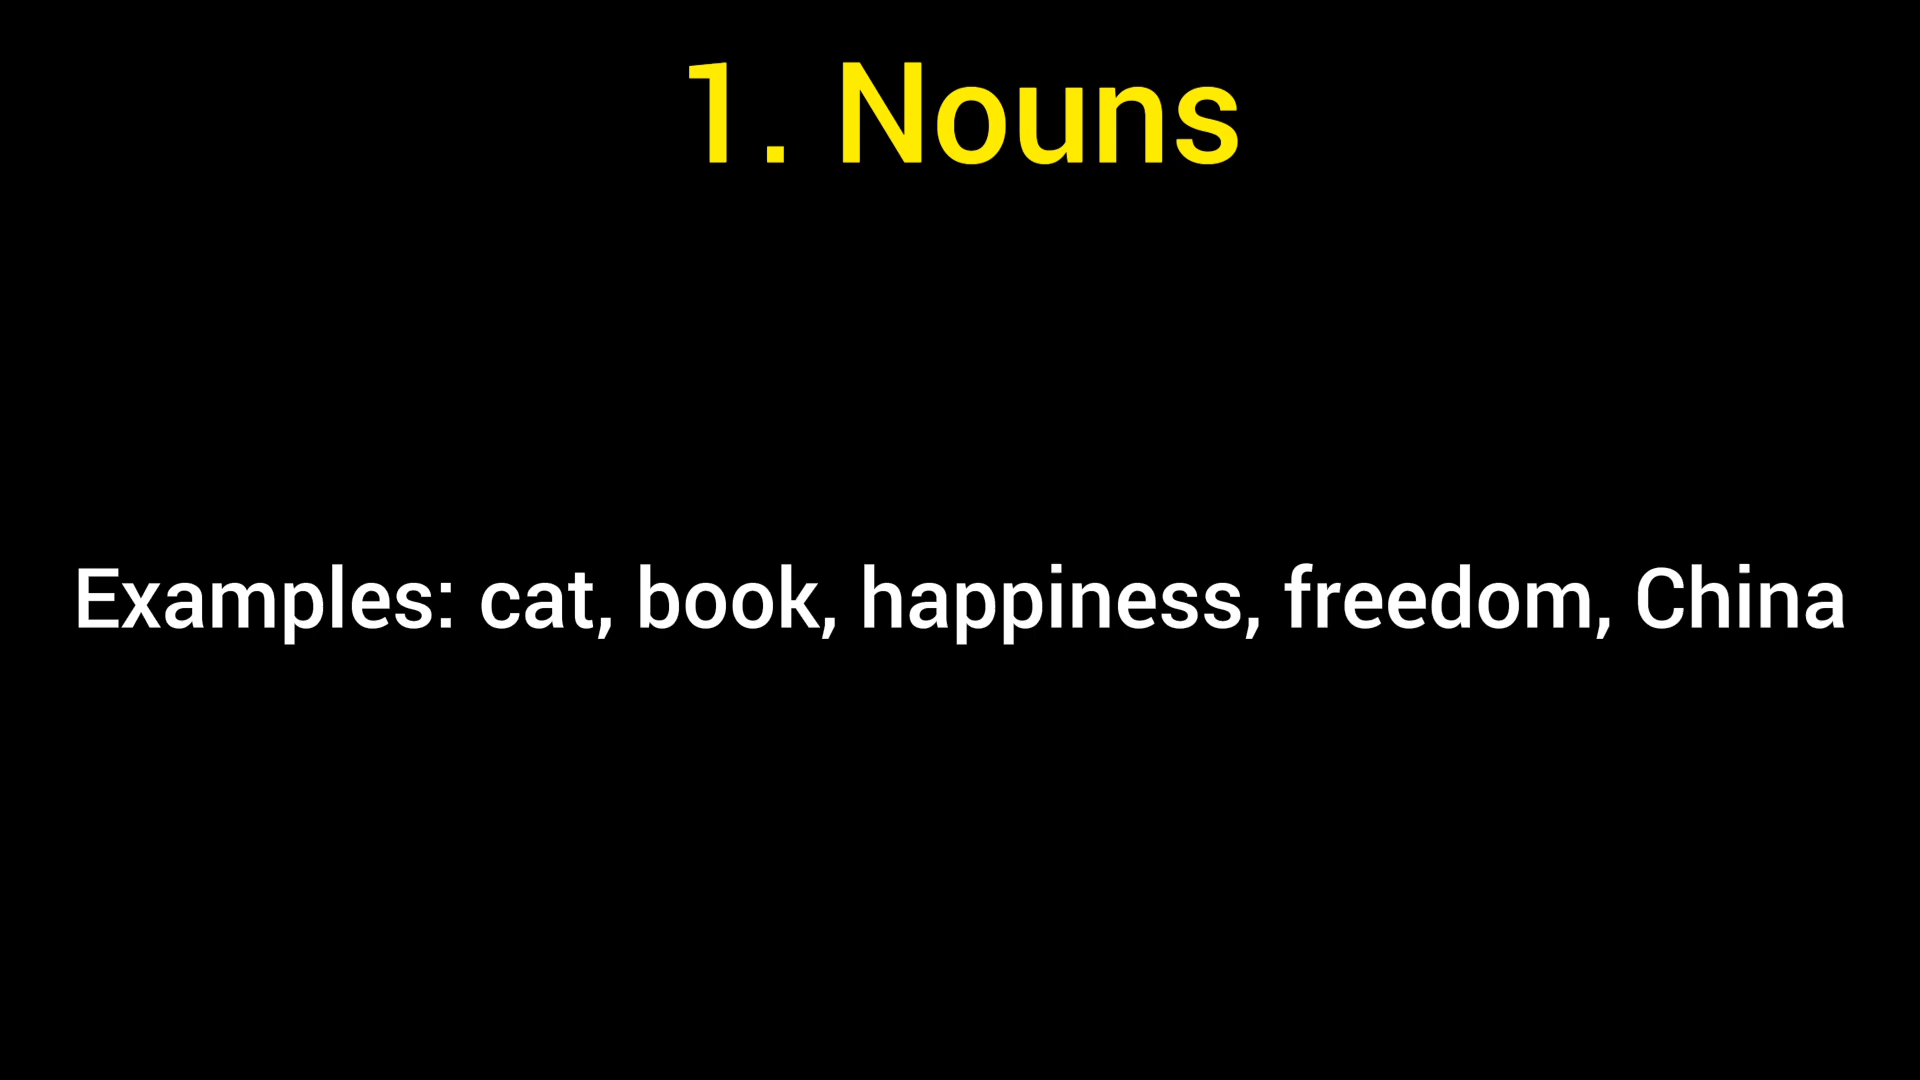 1. Nouns
Examples: cat, book, happiness, freedom, China